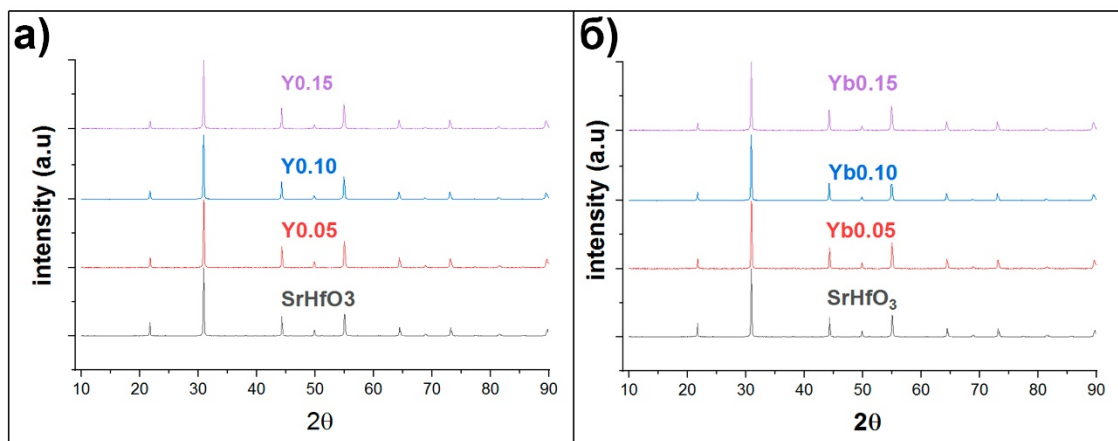 а)
Y0.15
Y0.10
Y0.05
SrHfO3
intensity (a.u)
10 20 30 40 50 60 70 80 90
2θ
б)
Yb0.15
Yb0.10
Yb0.05
SrHfO₃
intensity (a.u)
10 20 30 40 50 60 70 80 90
2θ